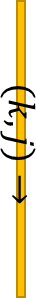 (k,j) →